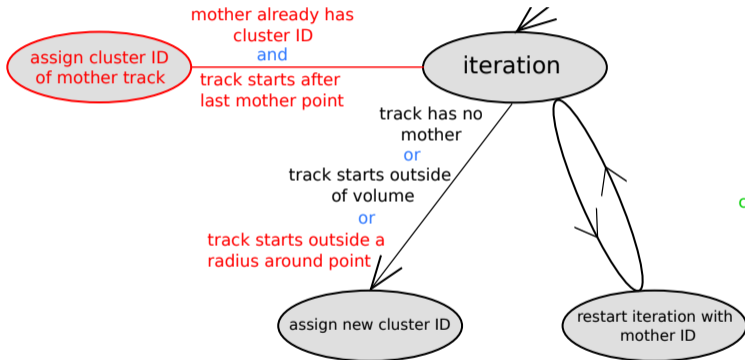 mother already has
cluster ID
and
track starts after
last mother point
assign cluster ID
of mother track
iteration
track has no
mother
or
track starts outside
of volume
or
track starts outside a
radius around point
assign new cluster ID
restart iteration with
mother ID